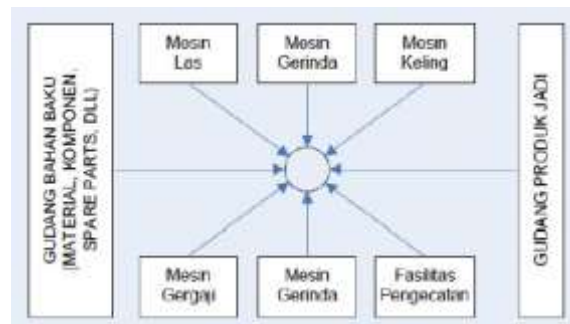 GUDANG BAHAN BAKU
(MATERIAL, KOMPONEN,
SPARE PARTS, DLL)
Mesin
Las
Mesin
Gerinda
Mesin
Keling
Mesin
Gergaji
Mesin
Gerinda
Fasilitas
Pengecatan
GUDANG PRODUK JADI